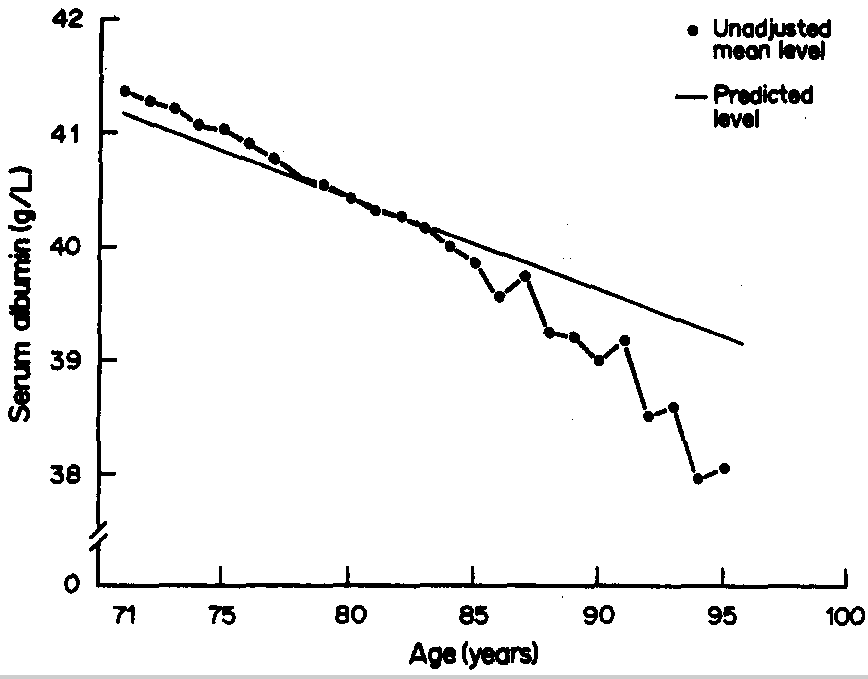 42
41
40
39
38
0
Serum albumin (g/L)
Unadjusted
mean level
Predicted
level
71 75 80 85 90 95 100
Age (years)